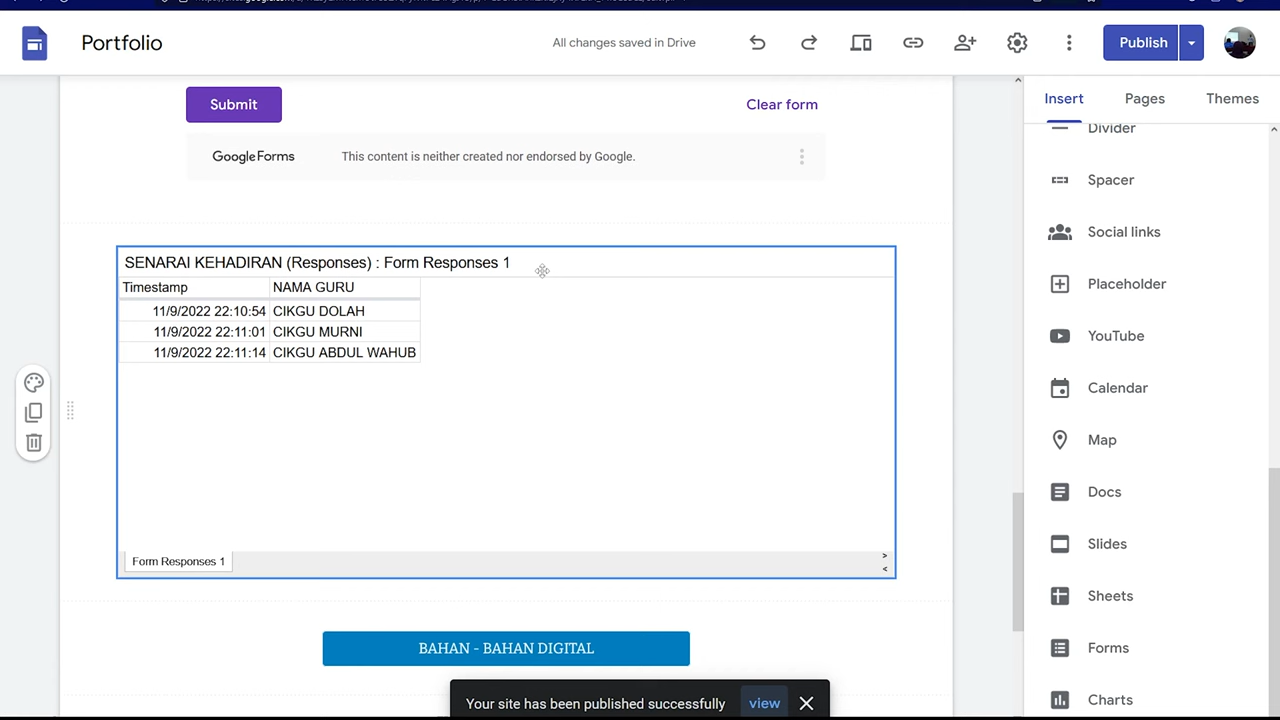 Portfolio
All changes saved in Drive
Publish
Insert
Pages
Themes
Submit
Clear form
Google Forms
This content is neither created nor endorsed by Google.
SENARAI KEHADIRAN (Responses) : Form Responses 1
Timestamp NAMA GURU
11/9/2022 22:10:54 CIKGU DOLAH
11/9/2022 22:11:01 CIKGU MURNI
11/9/2022 22:11:14 CIKGU ABDUL WAHUB
Form Responses 1
BAHAN - BAHAN DIGITAL
Your site has been published successfully
view
Divider
Spacer
Social links
Placeholder
YouTube
Calendar
Map
Docs
Slides
Sheets
Forms
Charts